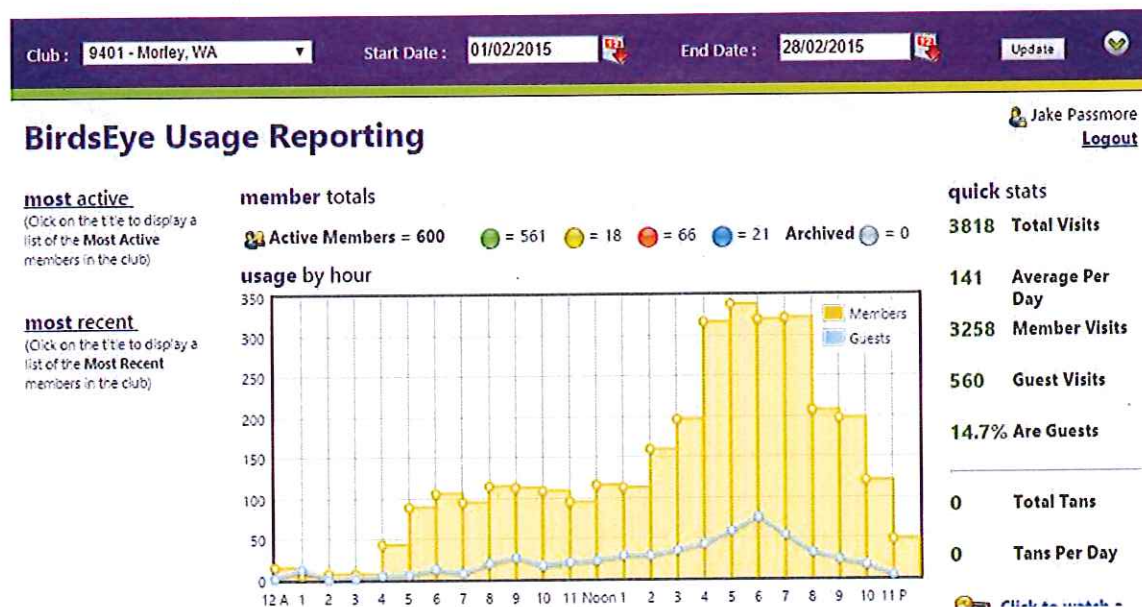 Club : 9401 - Morley, WA Start Date : 01/02/2015 End Date : 28/02/2015 Update
Jake Passmore
Logout
BirdsEye Usage Reporting
most active
(Click on the title to display a
list of the Most Active
members in the club)
most recent
(Click on the title to display a
list of the Most Recent
members in the club)
member totals
Active Members = 600 = 561 = 18 = 66 = 21 Archived = 0
usage by hour
350
300
250
200
150
100
50
0
12 A 1 2 3 4 5 6 7 8 9 10 11 Noon 1 2 3 4 5 6 7 8 9 10 11 P
Members
Guests
quick stats
3818 Total Visits
141 Average Per
Day
3258 Member Visits
560 Guest Visits
14.7% Are Guests
0 Total Tans
0 Tans Per Day
Click to watch a